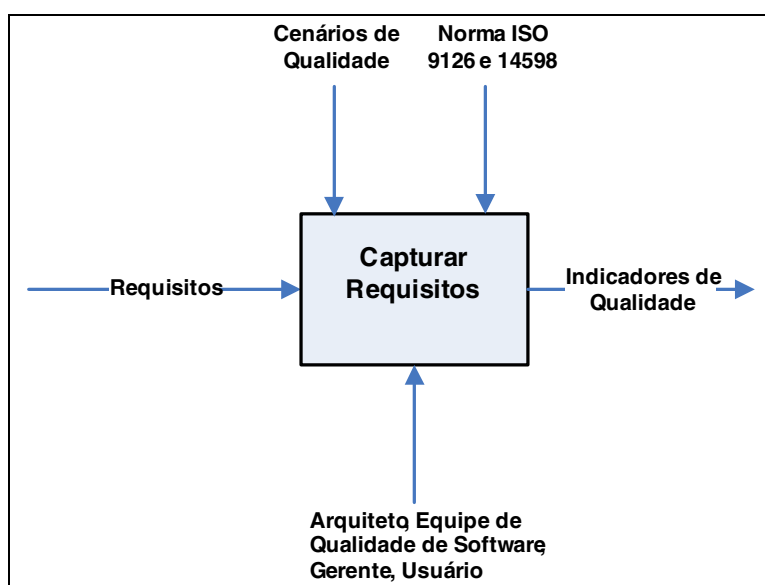 Cenários de
Qualidade
Norma ISO
9126 e 14598
Capturar
Requisitos
Requisitos
Indicadores de
Qualidade
Arquiteto, Equipe de
Qualidade de Software,
Gerente, Usuário